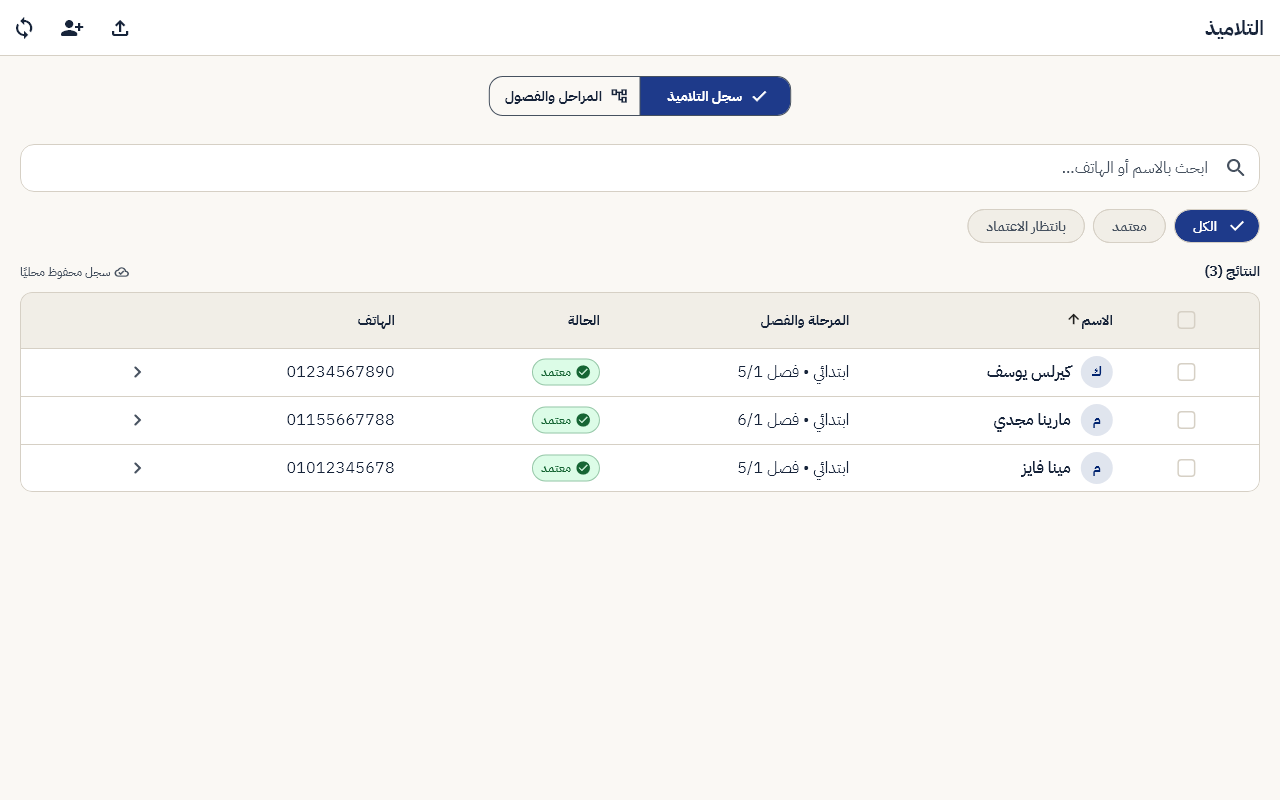 التلاميذ
سجل التلاميذ
المراحل والفصول
ابحث بالاسم أو الهاتف...
الكل
معتمد
بانتظار الاعتماد
النتائج (3)
سجل محفوظ محليًا
الاسم المرحلة والفصل الحالة الهاتف
ك كيرلس يوسف ابتدائي • فصل 5/1 معتمد 01234567890
م مارينا مجدي ابتدائي • فصل 6/1 معتمد 01155667788
م مينا فايز ابتدائي • فصل 5/1 معتمد 01012345678